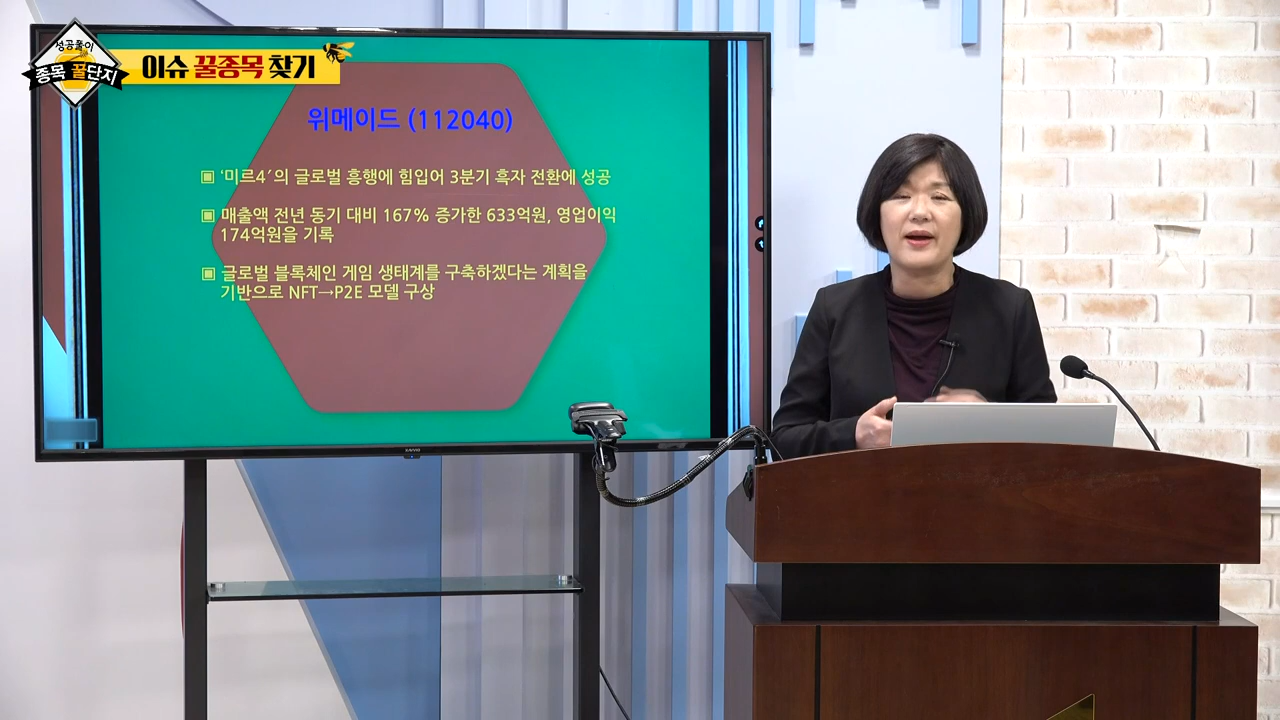 성공풀이
종목 꿀단지
이슈 꿀종목 찾기
위메이드 (112040)
▣ ‘미르4’의 글로벌 흥행에 힘입어 3분기 흑자 전환에 성공
▣ 매출액 전년 동기 대비 167% 증가한 633억원, 영업이익
174억원을 기록
▣ 글로벌 블록체인 게임 생태계를 구축하겠다는 계획을
기반으로 NFT→P2E 모델 구상